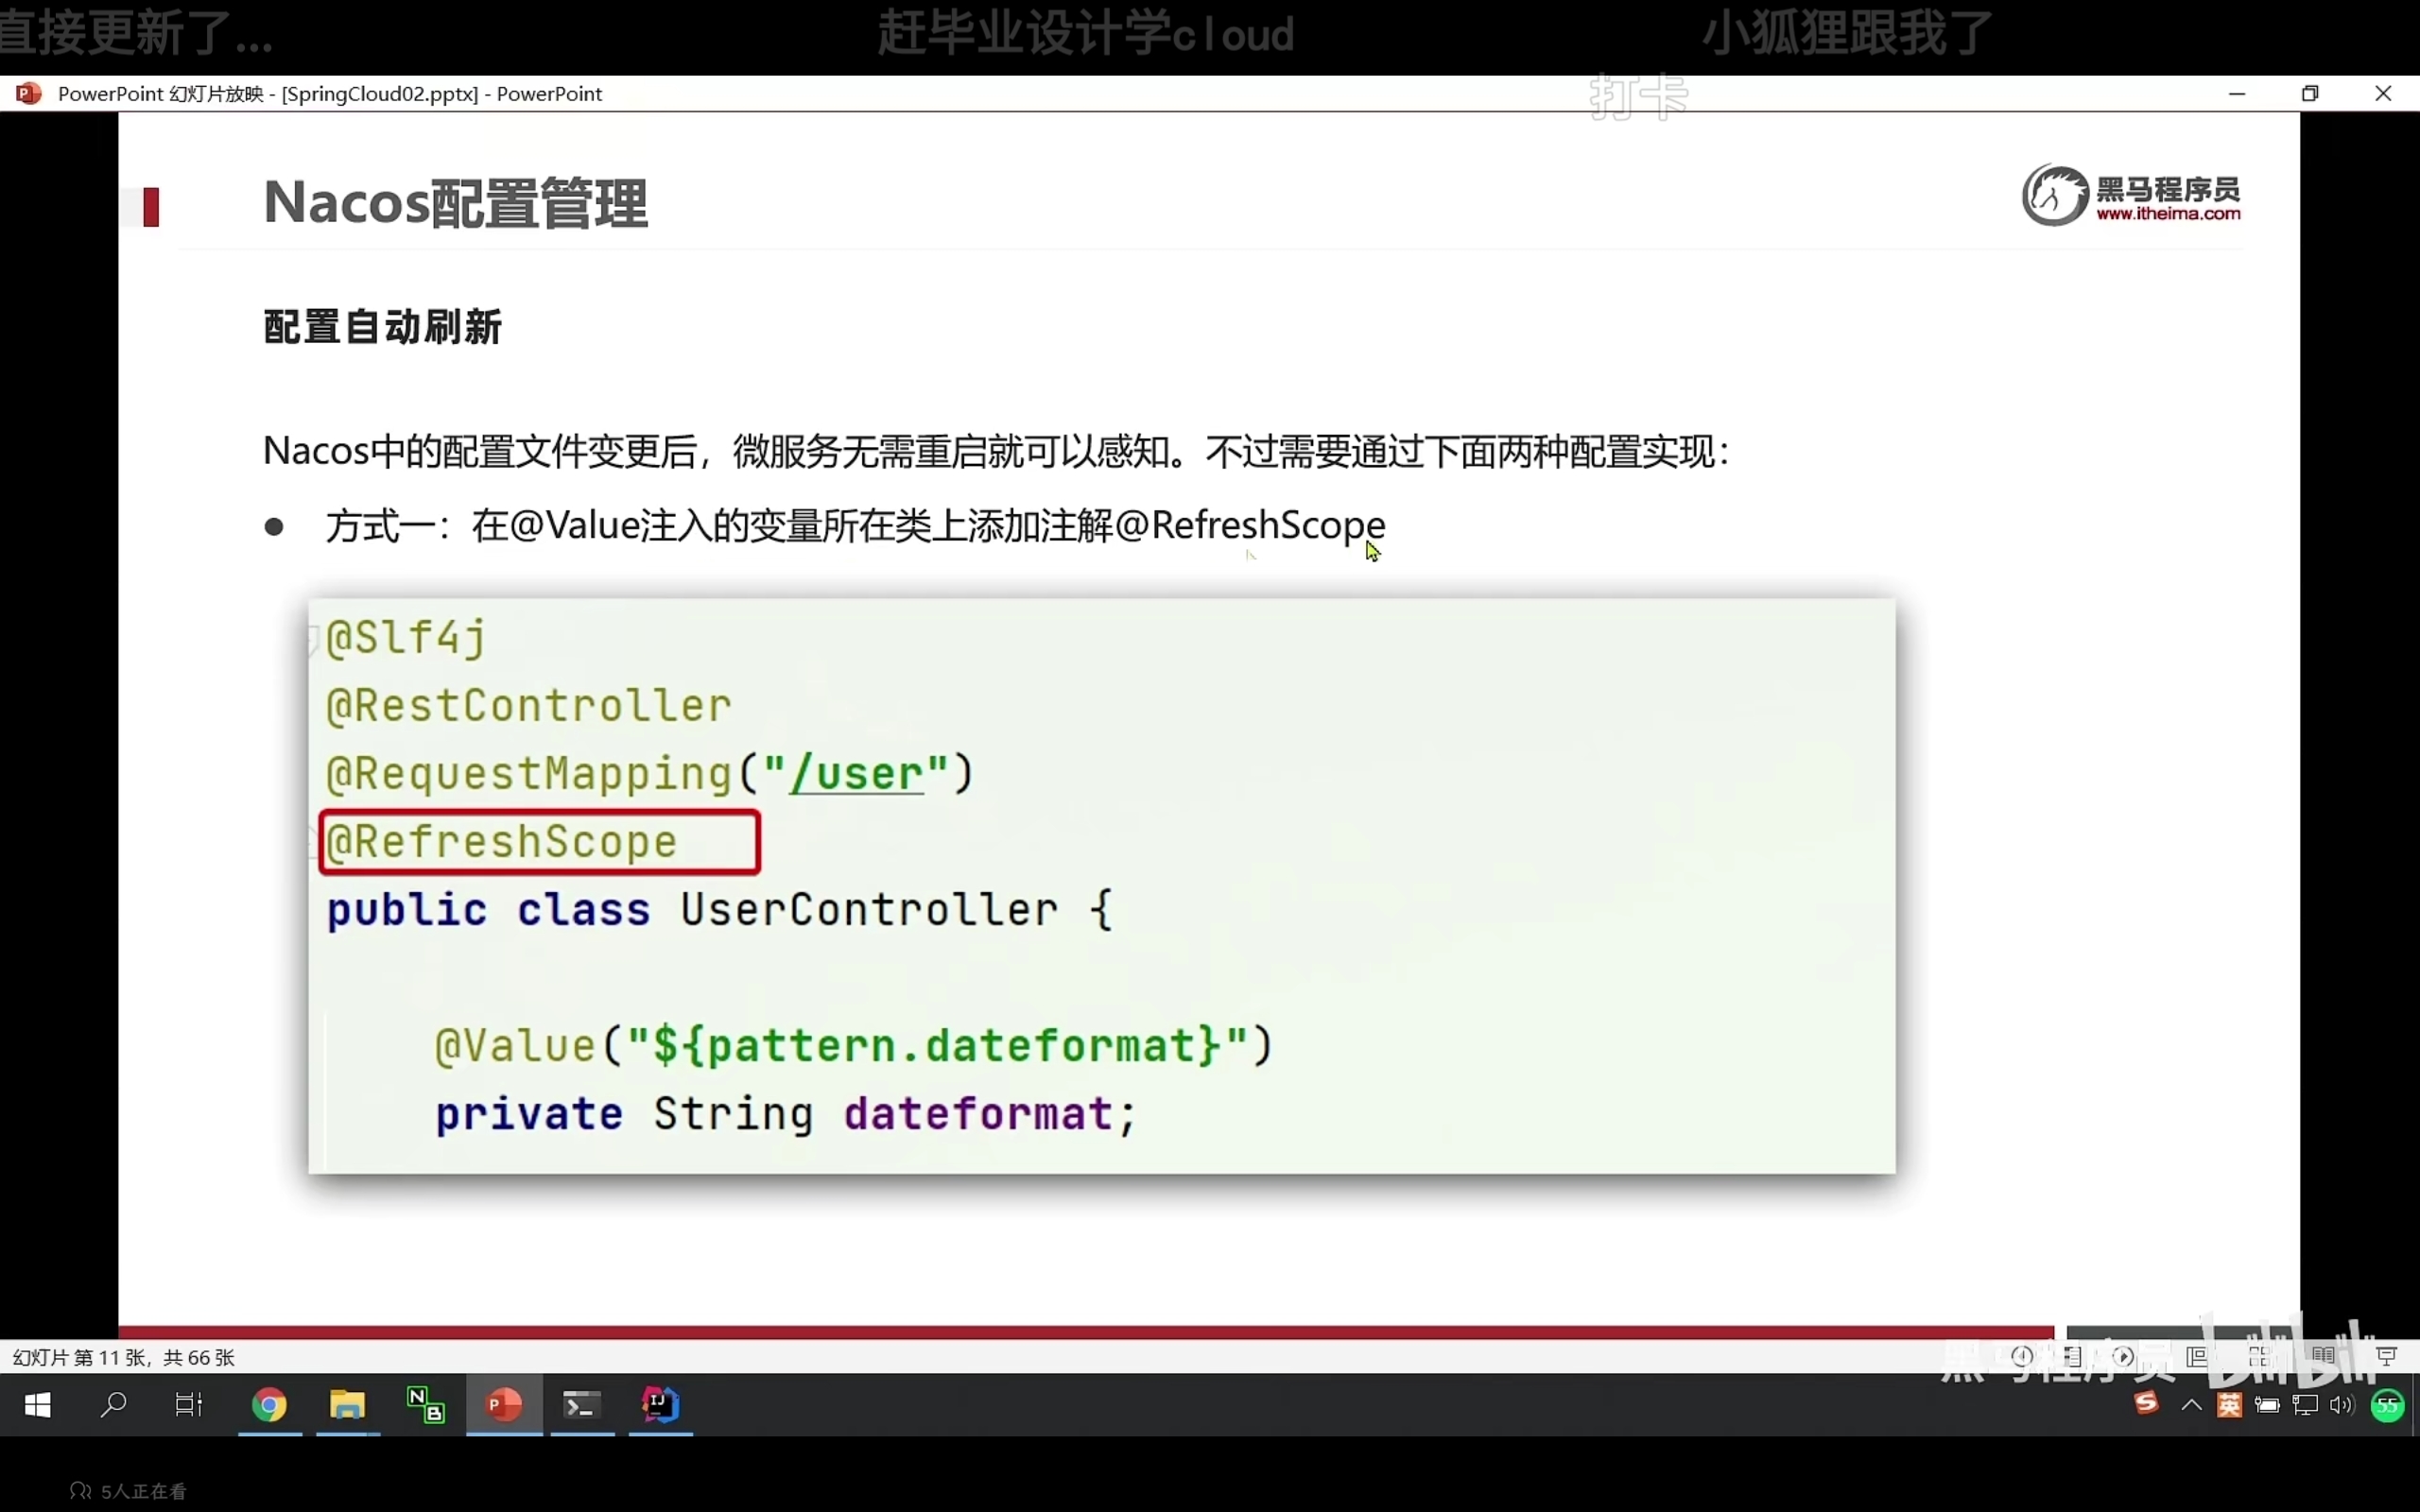 直接更新了...
赶毕业设计学cloud
小狐狸跟我了
打卡
PowerPoint 幻灯片放映 - [SpringCloud02.pptx] - PowerPoint
Nacos配置管理
黑马程序员
www.itheima.com
配置自动刷新
Nacos中的配置文件变更后，微服务无需重启就可以感知。不过需要通过下面两种配置实现：
● 方式一：在@Value注入的变量所在类上添加注解@RefreshScope
@Slf4j
@RestController
@RequestMapping("/user")
@RefreshScope
public class UserController {
@Value("${pattern.dateformat}")
private String dateformat;
幻灯片 第 11 张，共 66 张
黑马程序员 bilibili
英
55
5人正在看